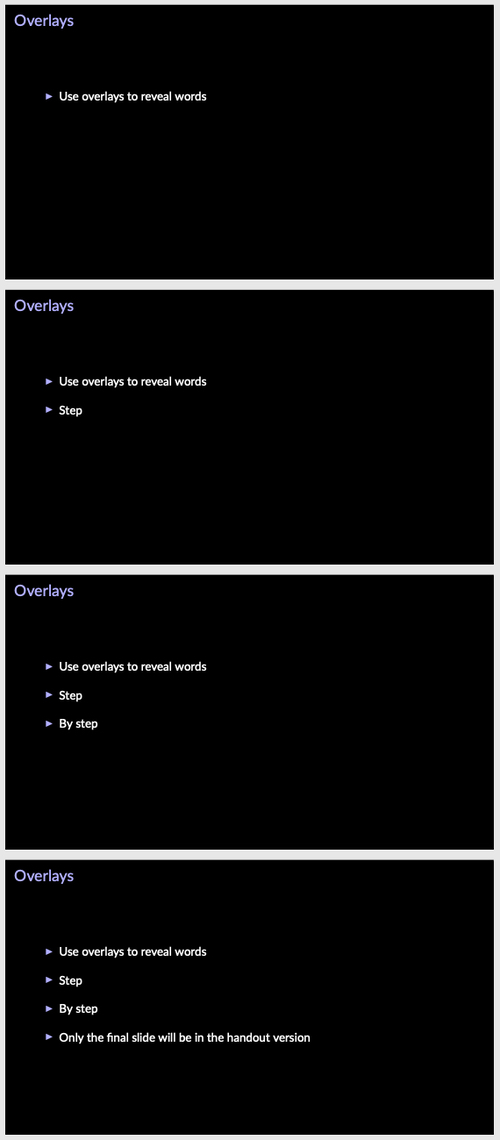 Overlays
► Use overlays to reveal words
Overlays
► Use overlays to reveal words
► Step
Overlays
► Use overlays to reveal words
► Step
► By step
Overlays
► Use overlays to reveal words
► Step
► By step
► Only the final slide will be in the handout version